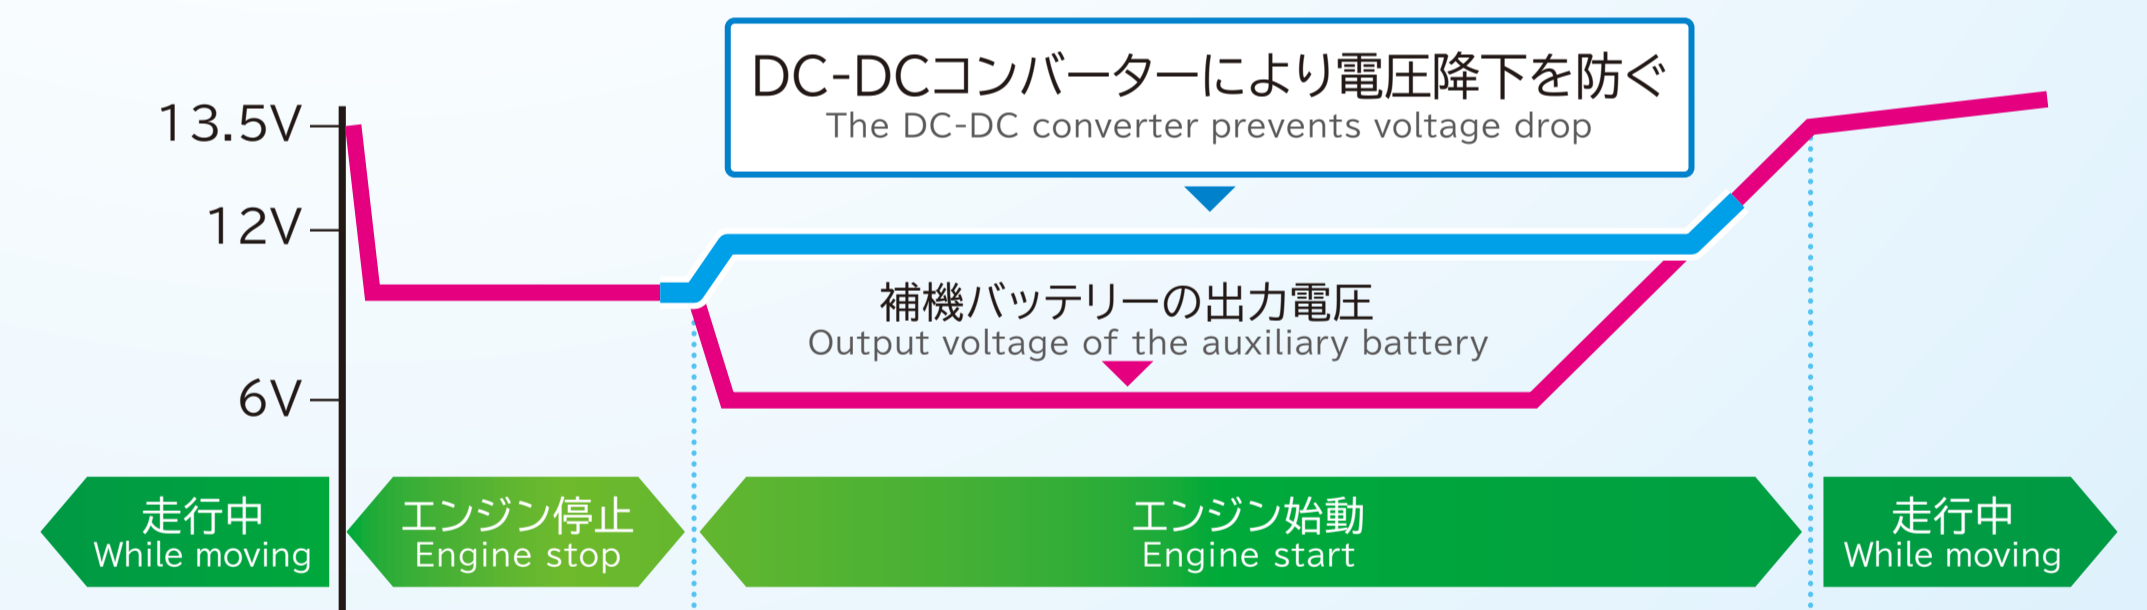 DC-DCコンバーターにより電圧降下を防ぐ
The DC-DC converter prevents voltage drop
13.5V
12V
6V
補機バッテリーの出力電圧
Output voltage of the auxiliary battery
走行中
While moving
エンジン停止
Engine stop
エンジン始動
Engine start
走行中
While moving